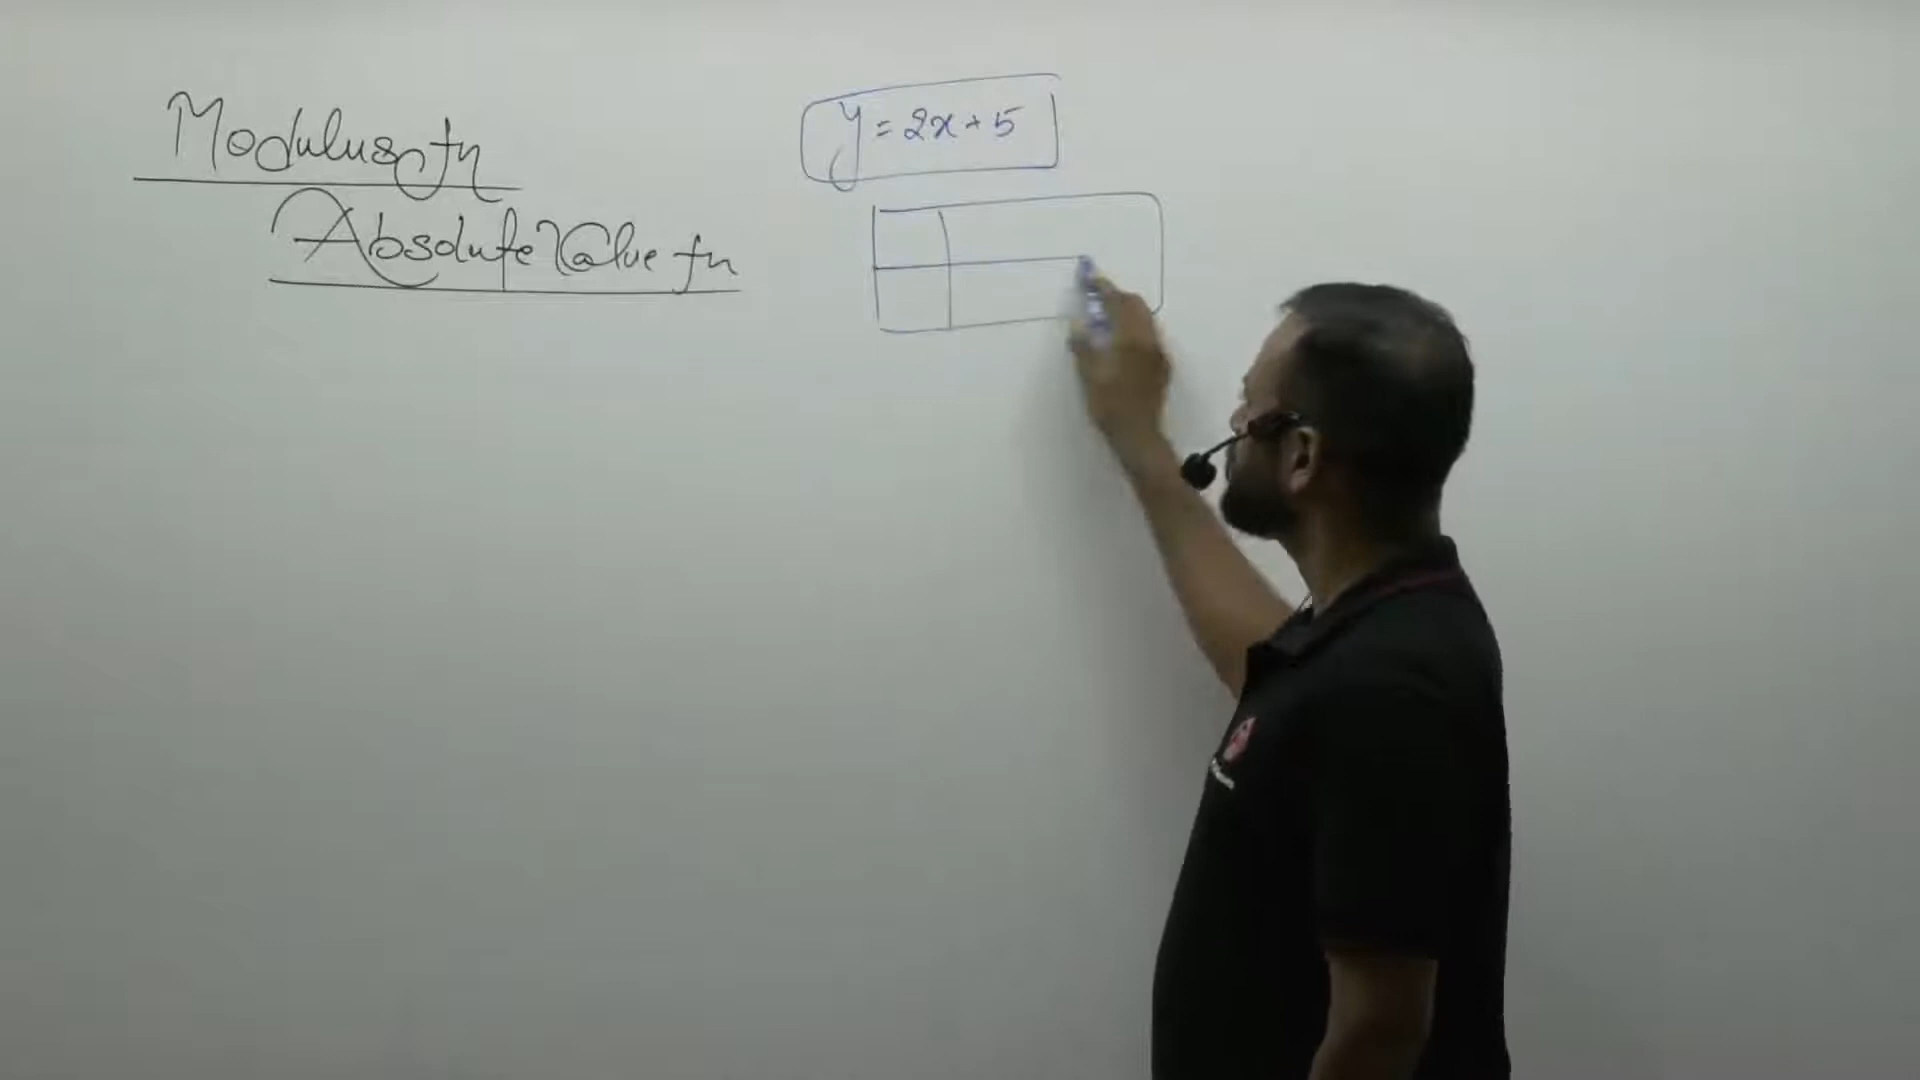 Modulus fn
Absolute Value fn
y = 2x + 5